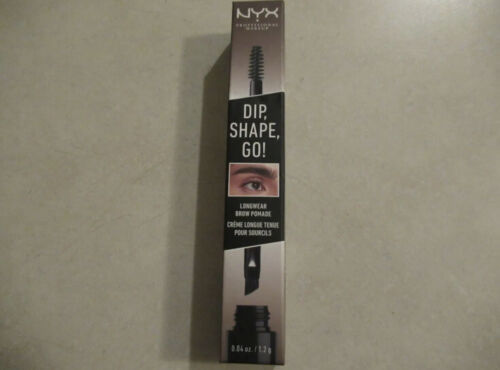 NYX
PROFESSIONAL MAKEUP
DIP,
SHAPE,
GO!
LONGWEAR
BROW POMADE
CRÈME LONGUE TENUE
POUR SOURCILS
0.04 oz. / 1.2 g